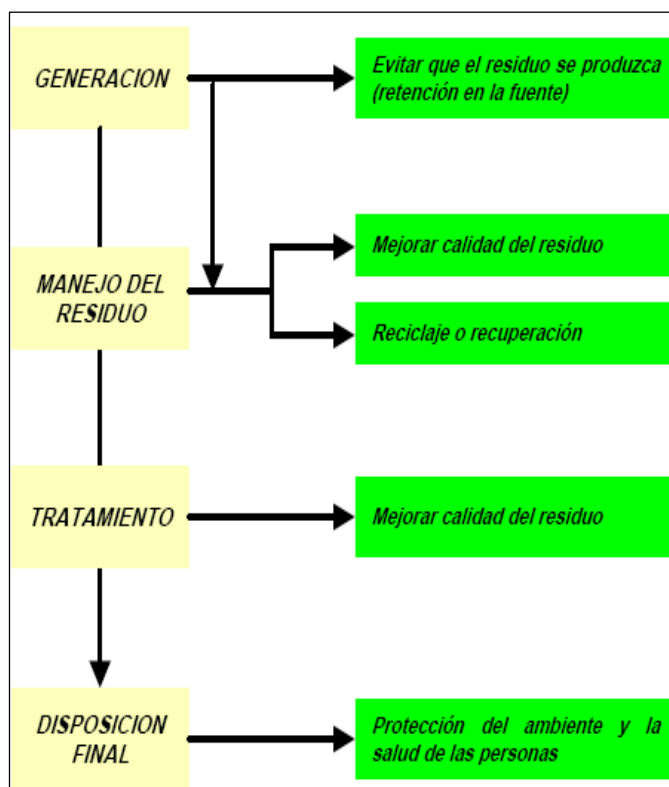 GENERACION
Evitar que el residuo se produzca
(retención en la fuente)
Mejorar calidad del residuo
MANEJO DEL
RESIDUO
Reciclaje o recuperación
TRATAMIENTO
Mejorar calidad del residuo
DISPOSICION
FINAL
Protección del ambiente y la
salud de las personas